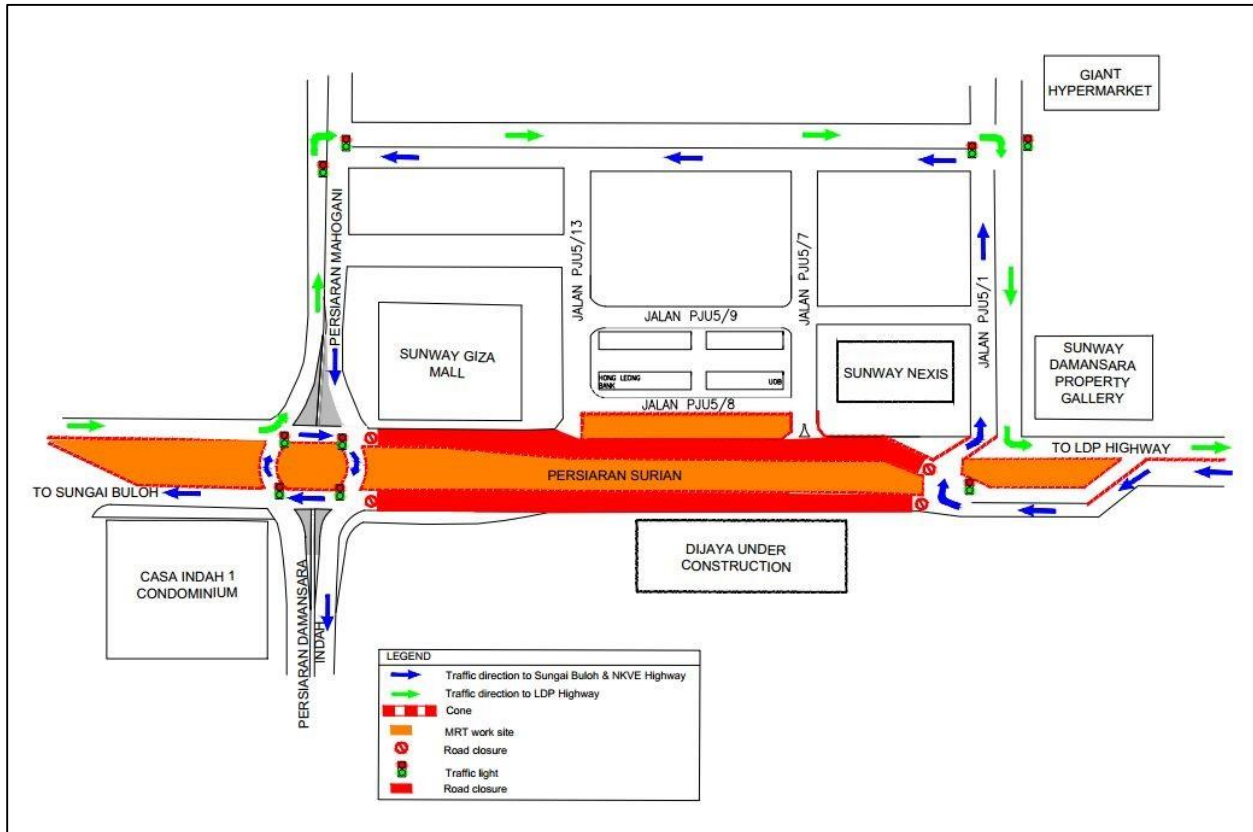 GIANT
HYPERMARKET
PERSIARAN MAHOGANI
JALAN PJU5/13
JALAN PJU5/7
JALAN PJU5/1
JALAN PJU5/9
SUNWAY GIZA
MALL
HONG LEONG
BANK
UOB
SUNWAY NEXIS
SUNWAY
DAMANSARA
PROPERTY
GALLERY
JALAN PJU5/8
TO LDP HIGHWAY
PERSIARAN SURIAN
TO SUNGAI BULOH
CASA INDAH 1
CONDOMINIUM
DIJAYA UNDER
CONSTRUCTION
PERSIARAN DAMANSARA
INDAH
LEGEND
Traffic direction to Sungai Buloh & NKVE Highway
Traffic direction to LDP Highway
Cone
MRT work site
Road closure
Traffic light
Road closure